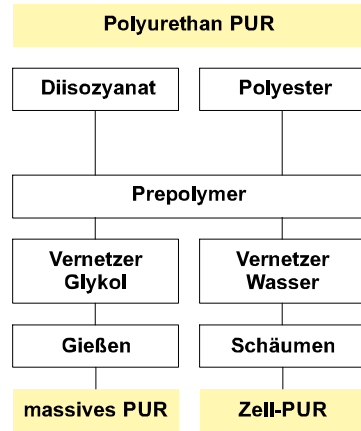 Polyurethan PUR
Diisozyanat
Polyester
Prepolymer
Vernetzer
Glykol
Vernetzer
Wasser
Gießen
Schäumen
massives PUR
Zell-PUR